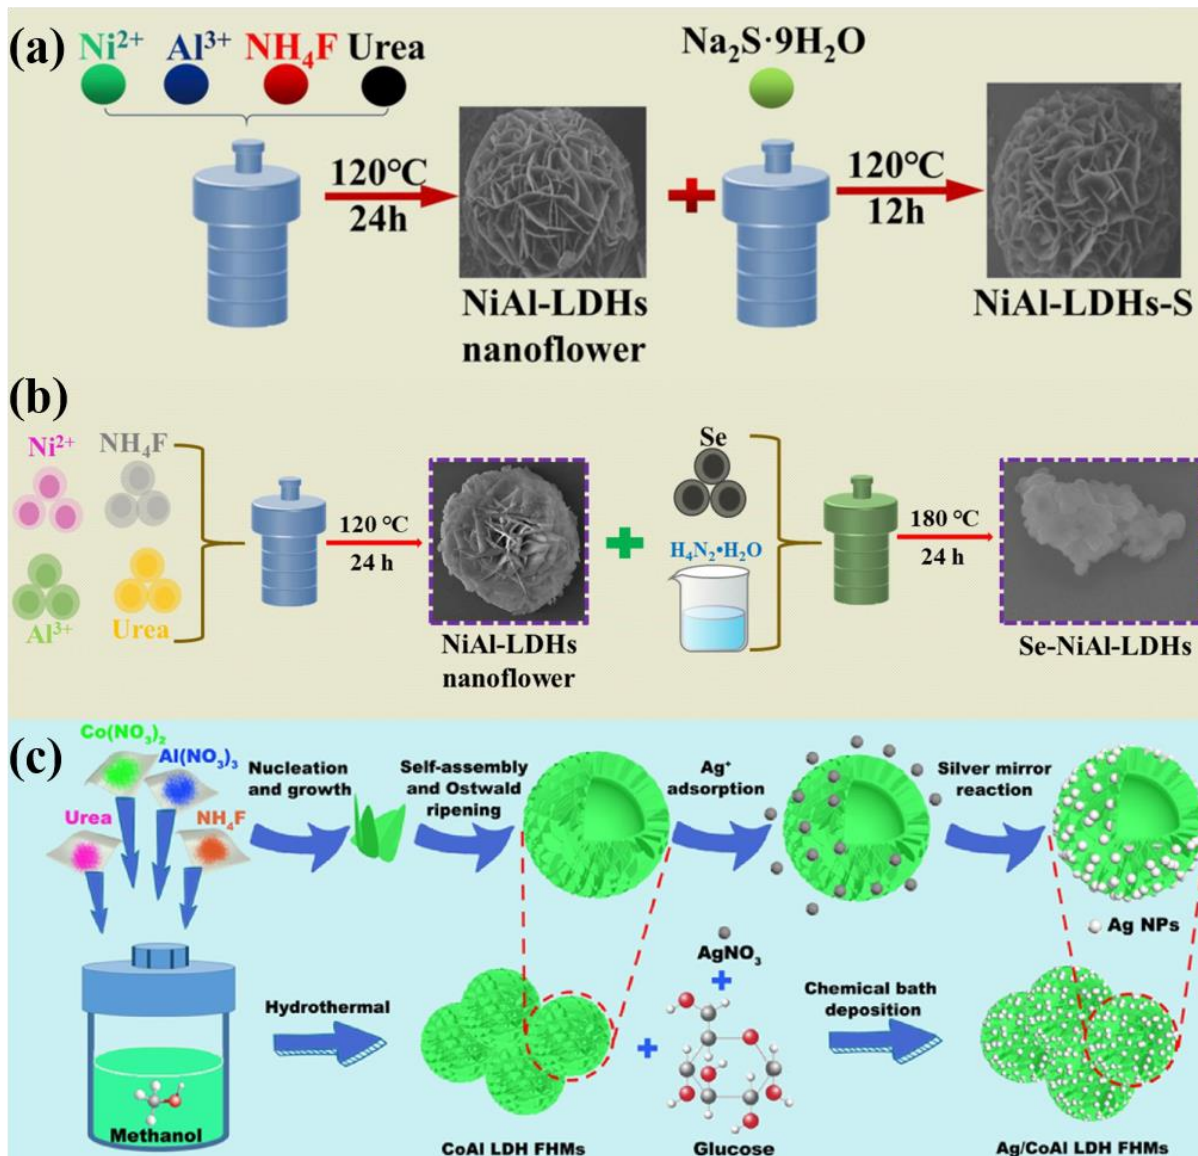 (a)
Ni²⁺ Al³⁺ NH₄F Urea
Na₂S·9H₂O
120°C
24h
120°C
12h
NiAl-LDHs
nanoflower
NiAl-LDHs-S
(b)
Ni²⁺
NH₄F
Al³⁺
Urea
120 °C
24 h
NiAl-LDHs
nanoflower
Se
H₄N₂•H₂O
180 °C
24 h
Se-NiAl-LDHs
(c)
Co(NO₃)₂
Al(NO₃)₃
Urea
NH₄F
Nucleation
and growth
Self-assembly
and Ostwald
ripening
Ag⁺
adsorption
Silver mirror
reaction
Ag NPs
Methanol
Hydrothermal
CoAl LDH FHMs
AgNO₃
Glucose
Chemical bath
deposition
Ag/CoAl LDH FHMs